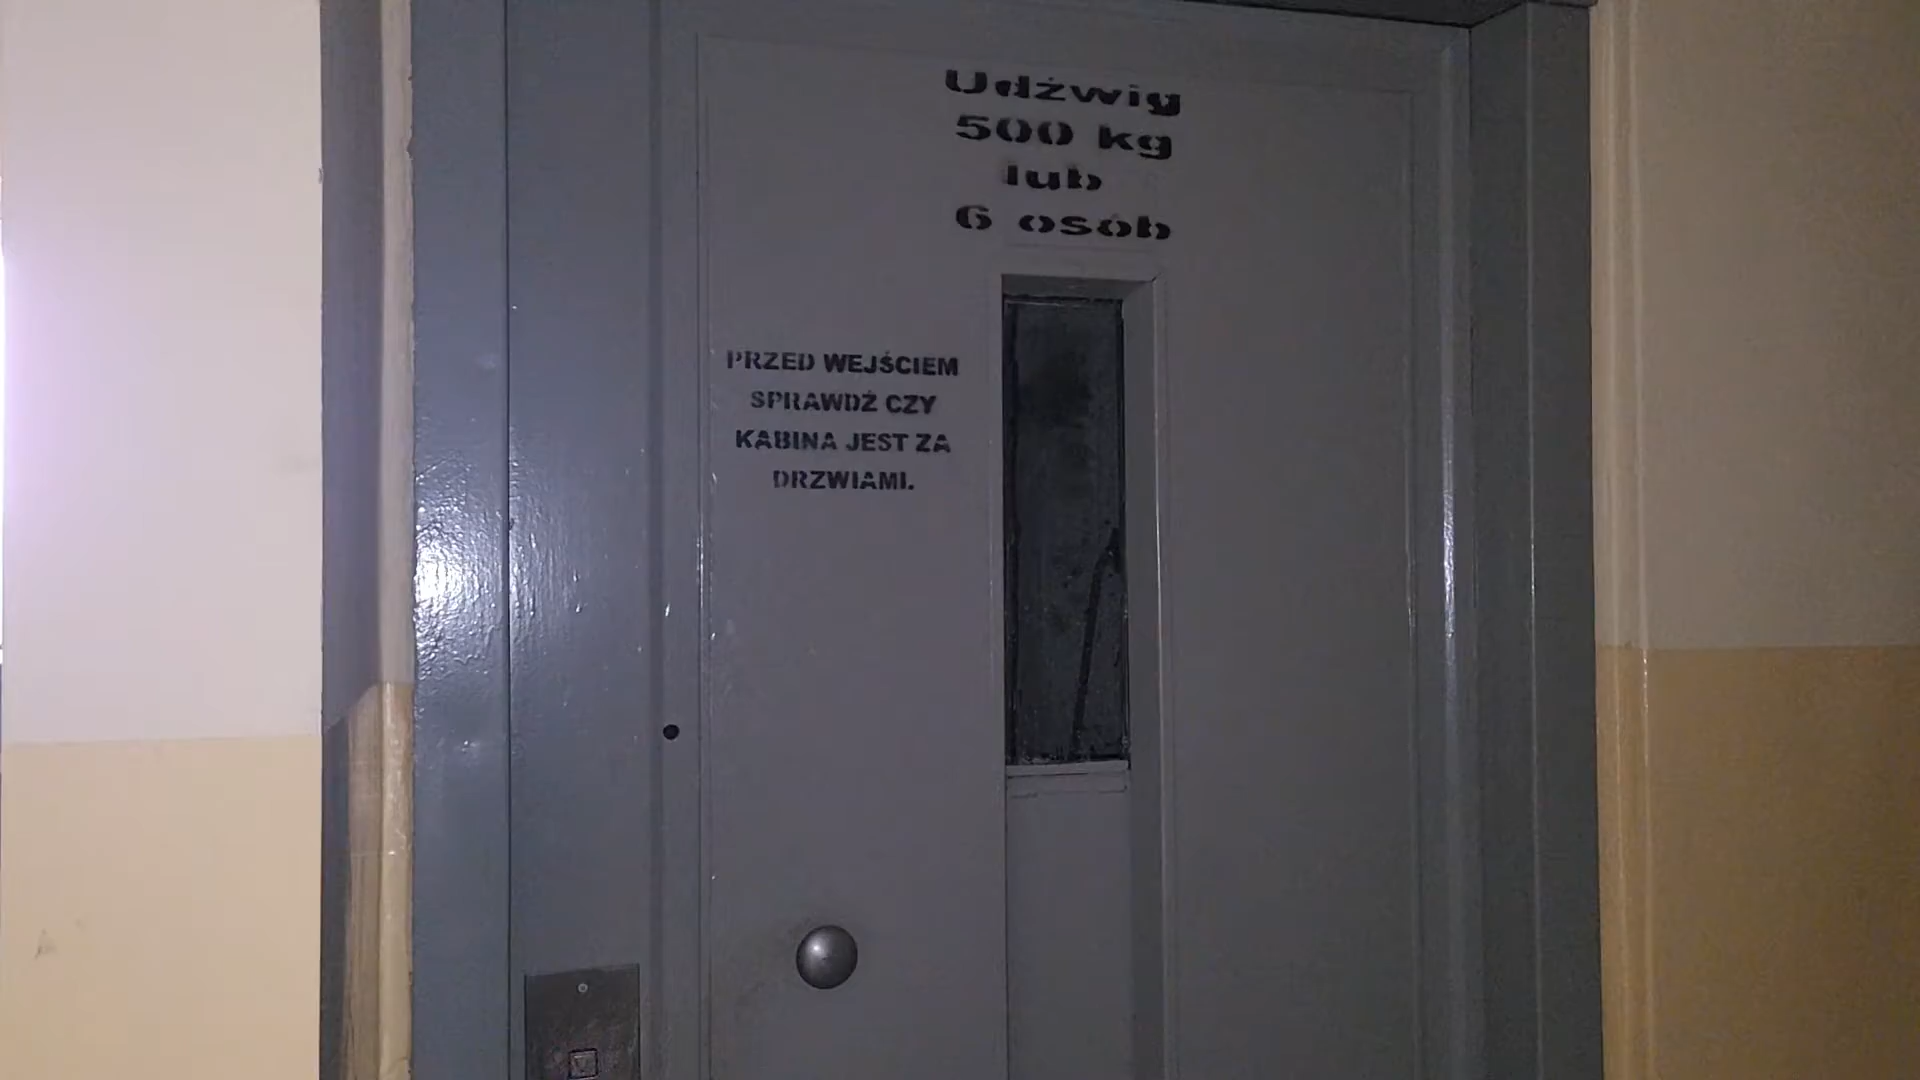 Udźwig
500 kg
lub
6 osób
PRZED WEJŚCIEM
SPRAWDŹ CZY
KABINA JEST ZA
DRZWIAMI.